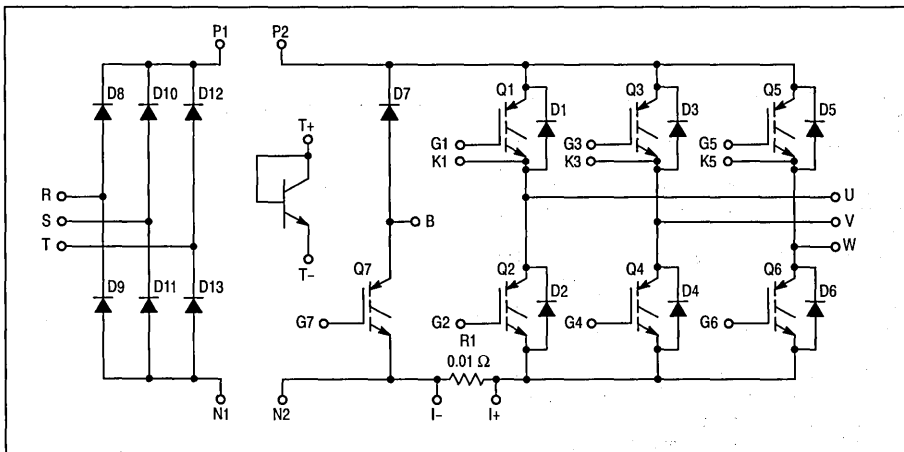 P1 P2
D8 D10 D12 D7 Q1 D1 Q3 D3 Q5 D5
T+
G1 G3 G5
K1 K3 K5
R U
S B V
T W
T−
D9 D11 D13 Q7 Q2 D2 Q4 D4 Q6 D6
G7 G2 G4 G6
R1
0.01 Ω
N1 N2 I− I+